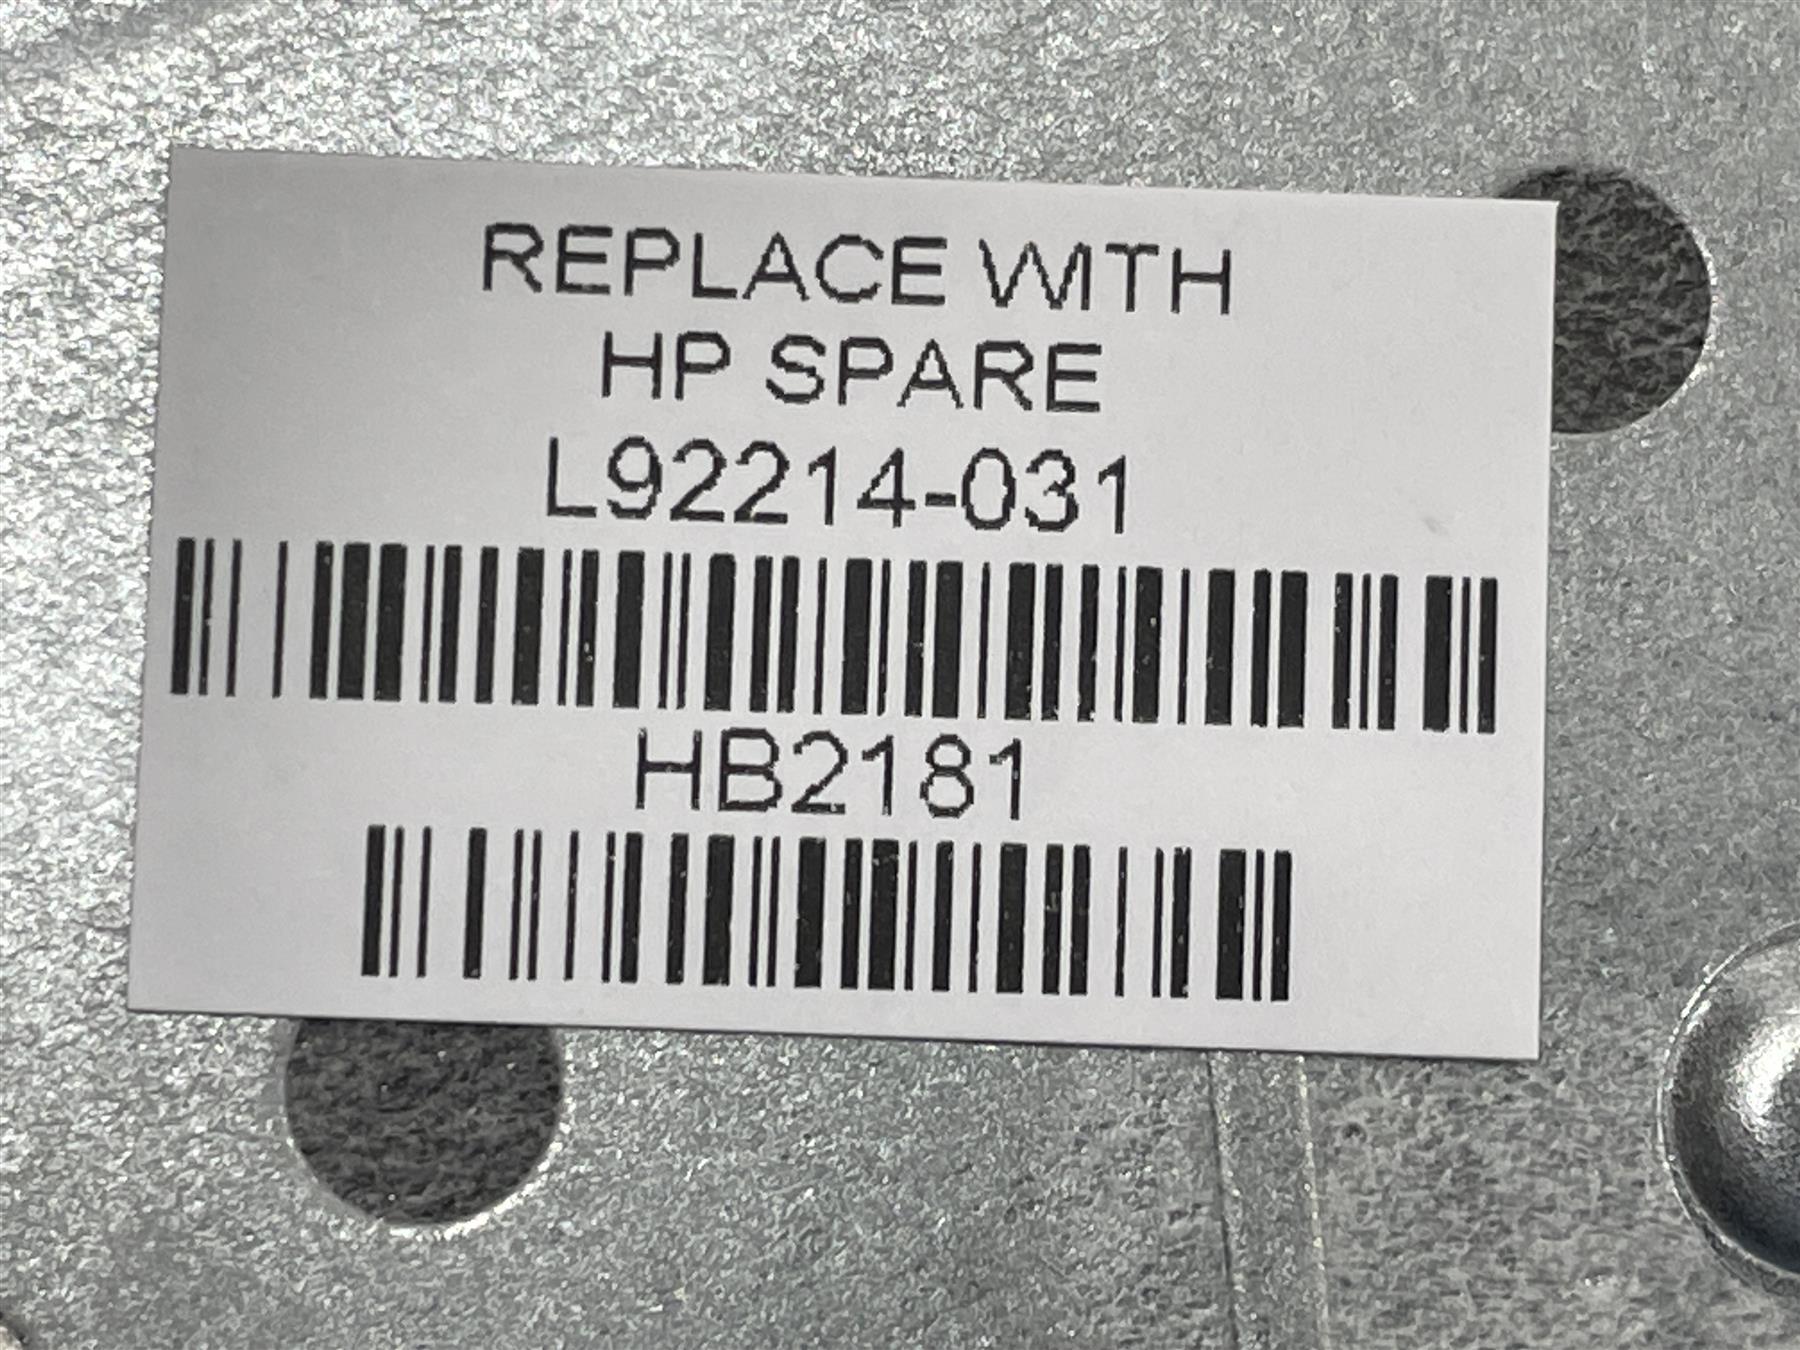 REPLACE WITH
HP SPARE
L92214-031
HB2181